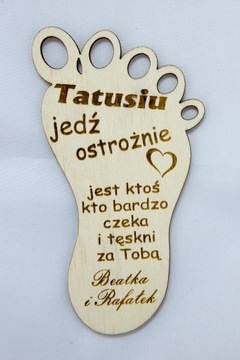 Tatusiu
jedź
ostrożnie
jest ktoś
kto bardzo
czeka
i tęskni
za Tobą
Beatka
i Rafałek